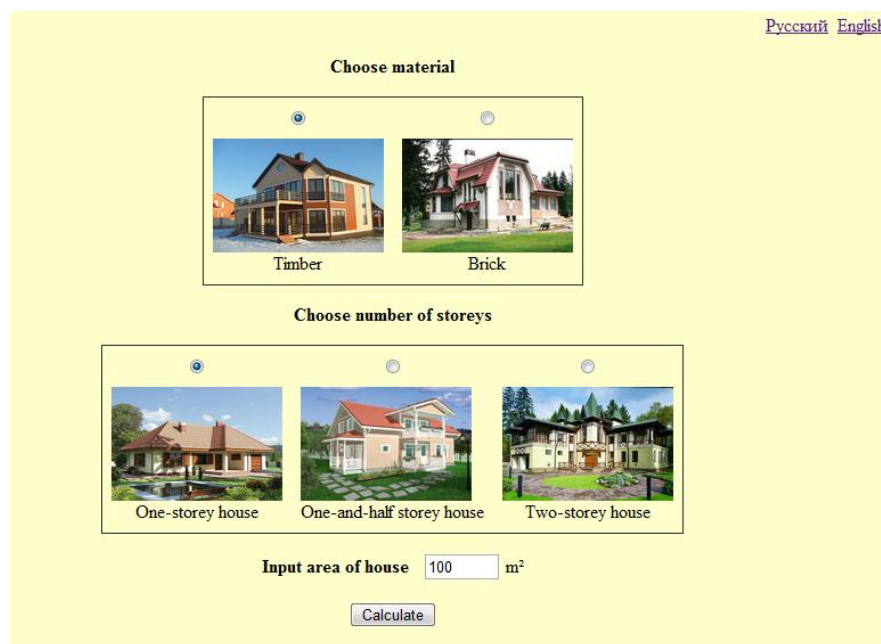 Русский English
Choose material
Timber Brick
Choose number of storeys
One-storey house One-and-half storey house Two-storey house
Input area of house 100 m²
Calculate